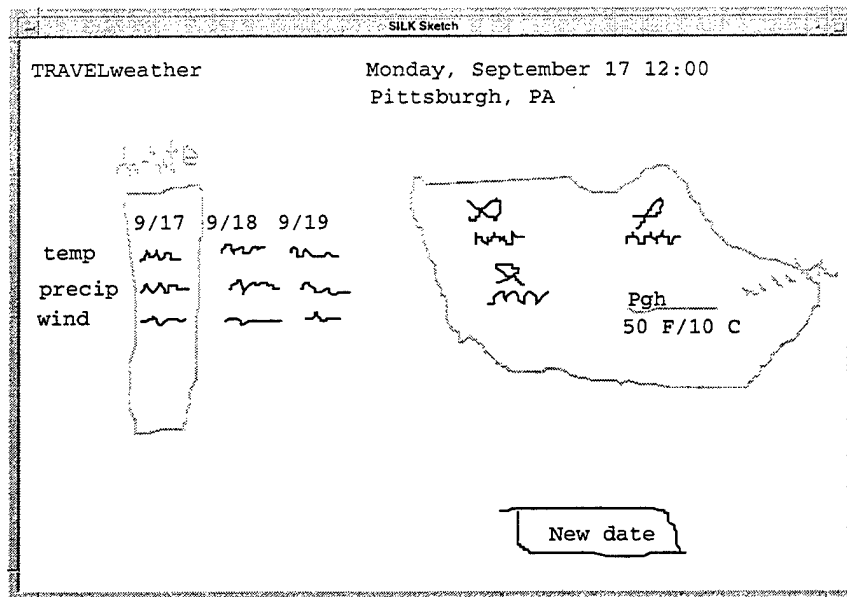 SILK Sketch
TRAVELweather
Monday, September 17 12:00
Pittsburgh, PA
9/17 9/18 9/19
temp
precip
wind
Pgh
50 F/10 C
New date